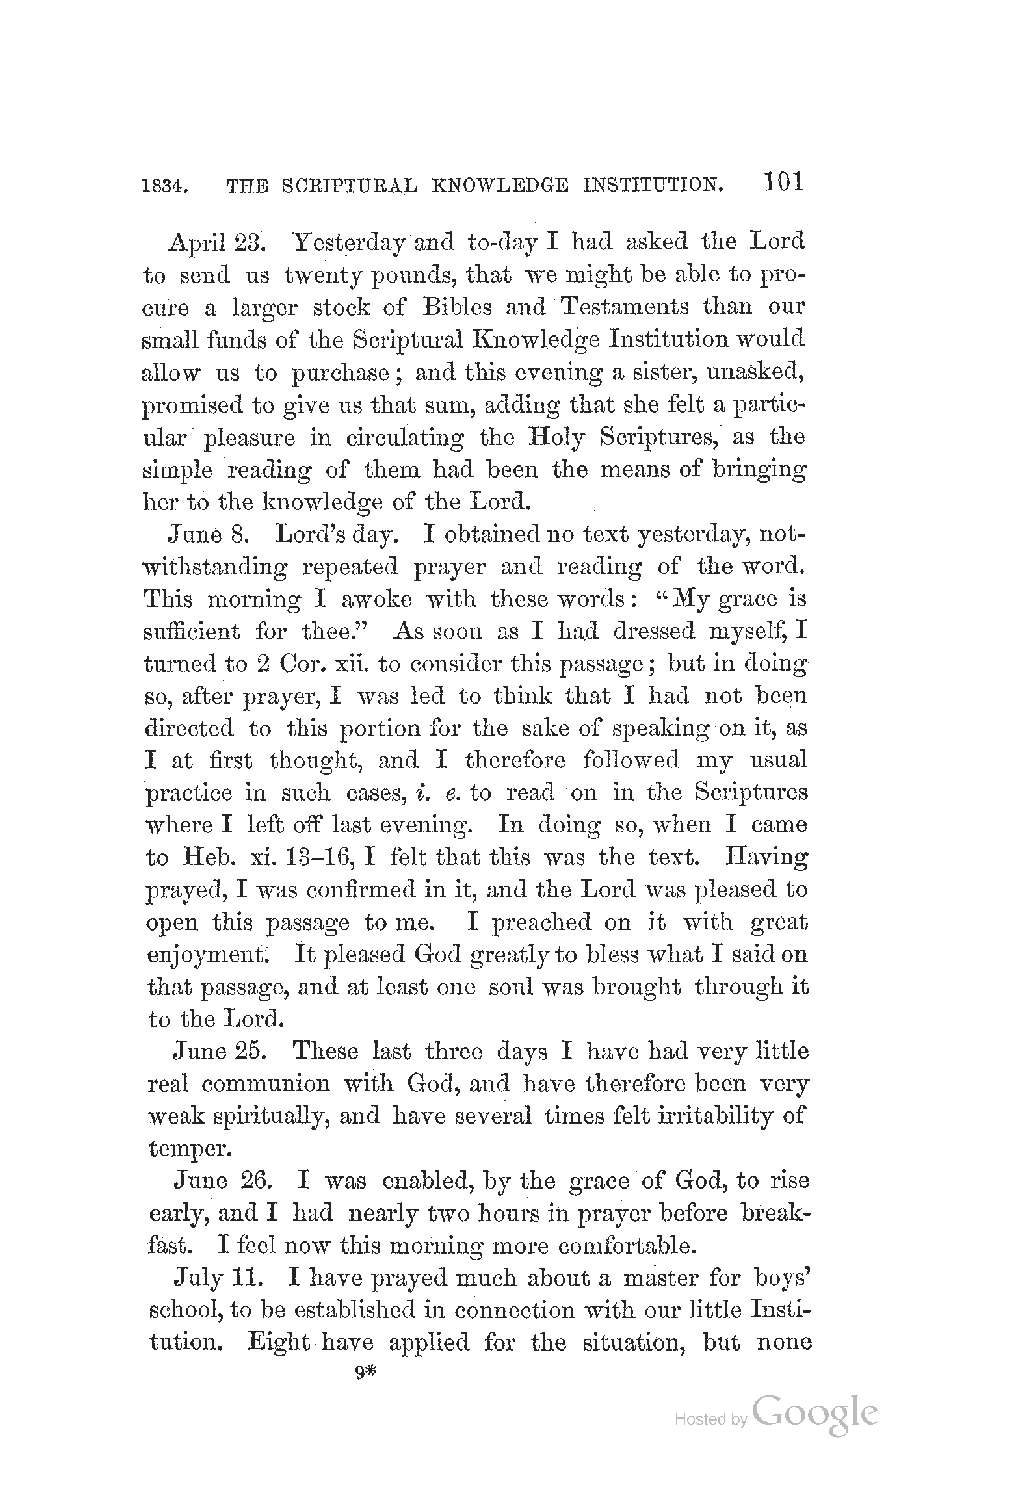 1834. THE SCRIPTURAL KNOWLEDGE INSTITUTION. 101
April 23. Yesterday and to-day I had asked the Lord
to send us twenty pounds, that we might be able to pro-
cure a larger stock of Bibles and Testaments than our
small funds of the Scriptural Knowledge Institution would
allow us to purchase; and this evening a sister, unasked,
promised to give us that sum, adding that she felt a partic-
ular pleasure in circulating the Holy Scriptures, as the
simple reading of them had been the means of bringing
her to the knowledge of the Lord.
June 8. Lord's day. I obtained no text yesterday, not-
withstanding repeated prayer and reading of the word.
This morning I awoke with these words: "My grace is
sufficient for thee." As soon as I had dressed myself, I
turned to 2 Cor. xii. to consider this passage; but in doing
so, after prayer, I was led to think that I had not been
directed to this portion for the sake of speaking on it, as
I at first thought, and I therefore followed my usual
practice in such cases, i. e. to read on in the Scriptures
where I left off last evening. In doing so, when I came
to Heb. xi. 13–16, I felt that this was the text. Having
prayed, I was confirmed in it, and the Lord was pleased to
open this passage to me. I preached on it with great
enjoyment. It pleased God greatly to bless what I said on
that passage, and at least one soul was brought through it
to the Lord.
June 25. These last three days I have had very little
real communion with God, and have therefore been very
weak spiritually, and have several times felt irritability of
temper.
June 26. I was enabled, by the grace of God, to rise
early, and I had nearly two hours in prayer before break-
fast. I feel now this morning more comfortable.
July 11. I have prayed much about a master for boys'
school, to be established in connection with our little Insti-
tution. Eight have applied for the situation, but none
9*
Hosted by Google